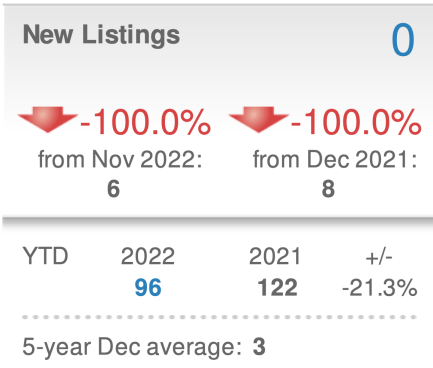 New Listings 0
-100.0% -100.0%
from Nov 2022: from Dec 2021:
6 8
YTD 2022 2021 +/-
96 122 -21.3%
5-year Dec average: 3